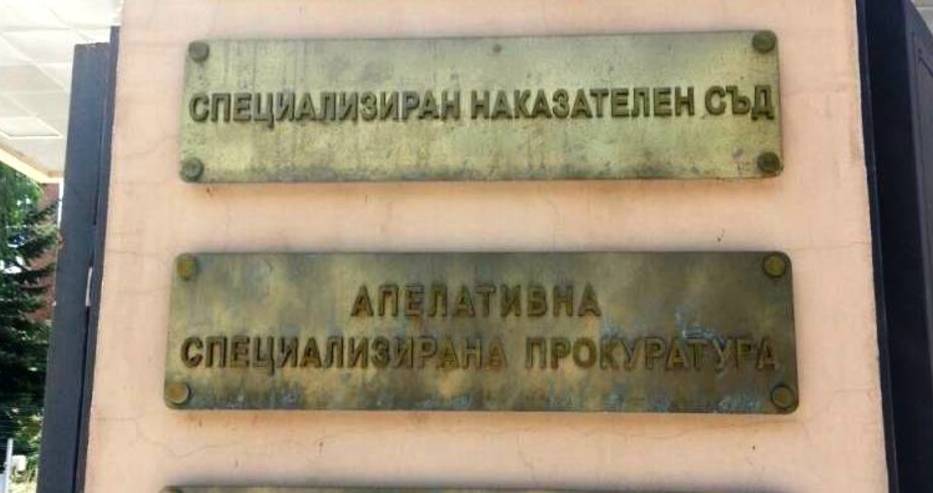 СПЕЦИАЛИЗИРАН НАКАЗАТЕЛЕН СЪД
АПЕЛАТИВНА
СПЕЦИАЛИЗИРАНА ПРОКУРАТУРА